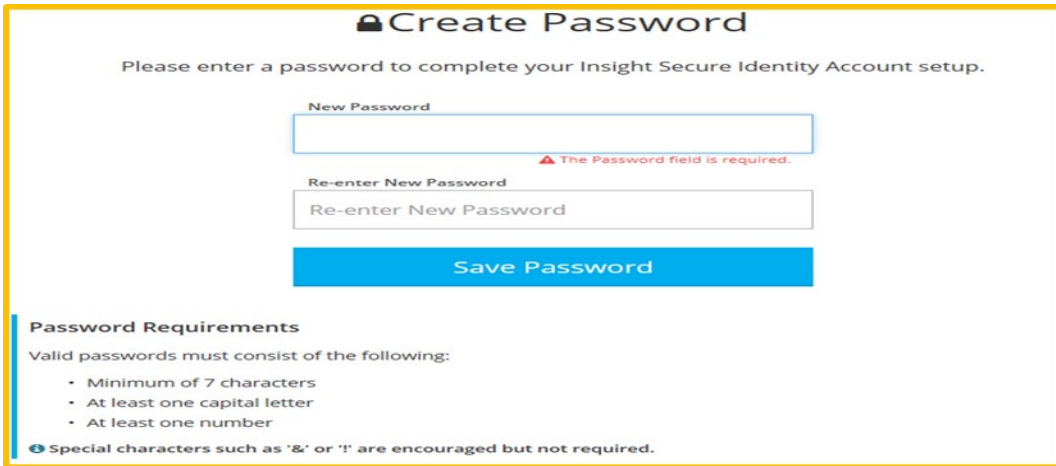 Create Password
Please enter a password to complete your Insight Secure Identity Account setup.
New Password
The Password field is required.
Re-enter New Password
Re-enter New Password
Save Password
Password Requirements
Valid passwords must consist of the following:
• Minimum of 7 characters
• At least one capital letter
• At least one number
Special characters such as '&' or '!' are encouraged but not required.